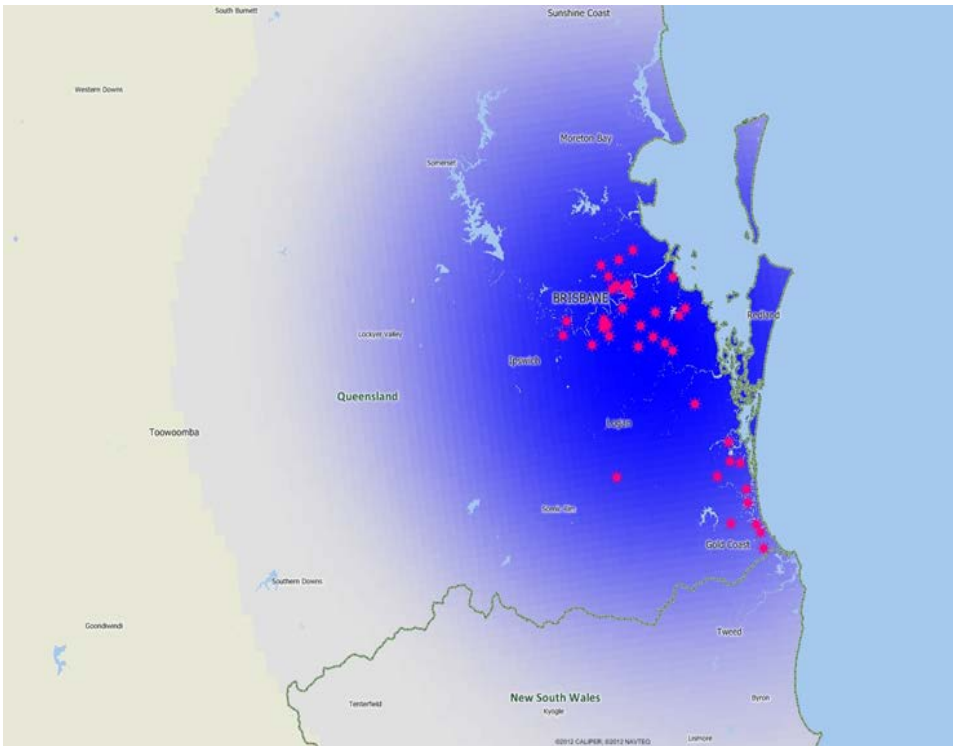 South Burnett
Sunshine Coast
Western Downs
Moreton Bay
Somerset
BRISBANE
Redland
Lockyer Valley
Ipswich
Queensland
Logan
Toowoomba
Scenic Rim
Gold Coast
Southern Downs
Goondiwindi
Tweed
New South Wales
Byron
Tenterfield
Kyogle
Lismore
©2012 CALIPER; ©2012 NAVTEQ